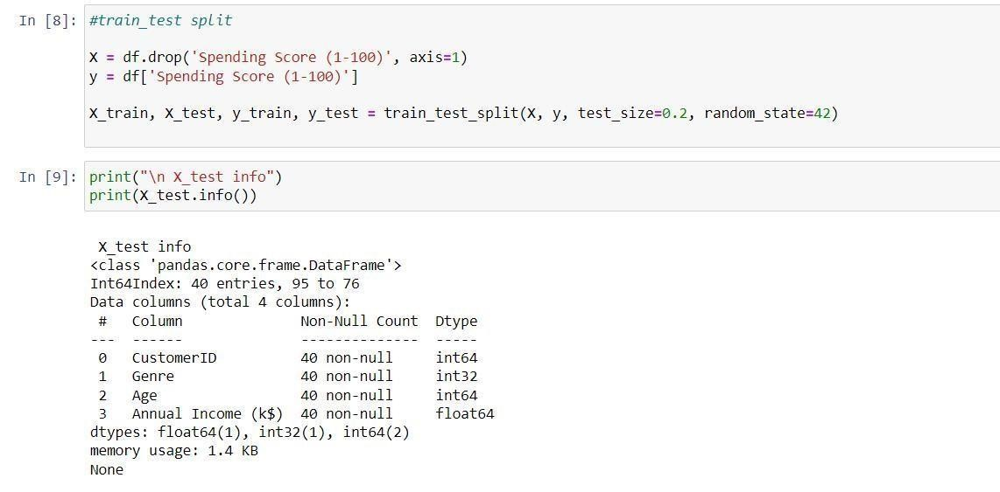 In [8]: #train_test split
X = df.drop('Spending Score (1-100)', axis=1)
y = df['Spending Score (1-100)']
X_train, X_test, y_train, y_test = train_test_split(X, y, test_size=0.2, random_state=42)
In [9]: print("\n X_test info")
print(X_test.info())
X_test info
<class 'pandas.core.frame.DataFrame'>
Int64Index: 40 entries, 95 to 76
Data columns (total 4 columns):
#   Column              Non-Null Count  Dtype
--- ------              --------------  -----
0   CustomerID          40 non-null     int64
1   Genre               40 non-null     int32
2   Age                 40 non-null     int64
3   Annual Income (k$)  40 non-null     float64
dtypes: float64(1), int32(1), int64(2)
memory usage: 1.4 KB
None